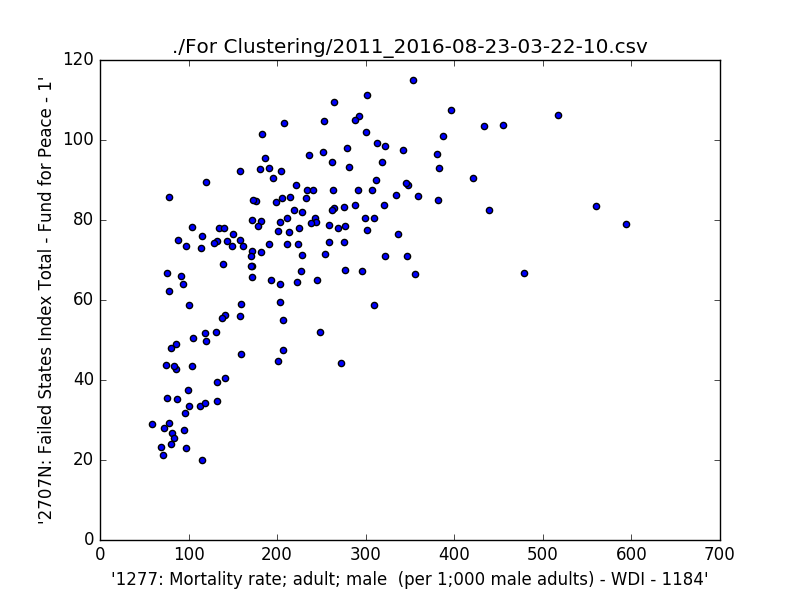 ./For Clustering/2011_2016-08-23-03-22-10.csv
'2707N: Failed States Index Total - Fund for Peace - 1'
120
100
80
60
40
20
0
0 100 200 300 400 500 600 700
'1277: Mortality rate; adult; male  (per 1;000 male adults) - WDI - 1184'